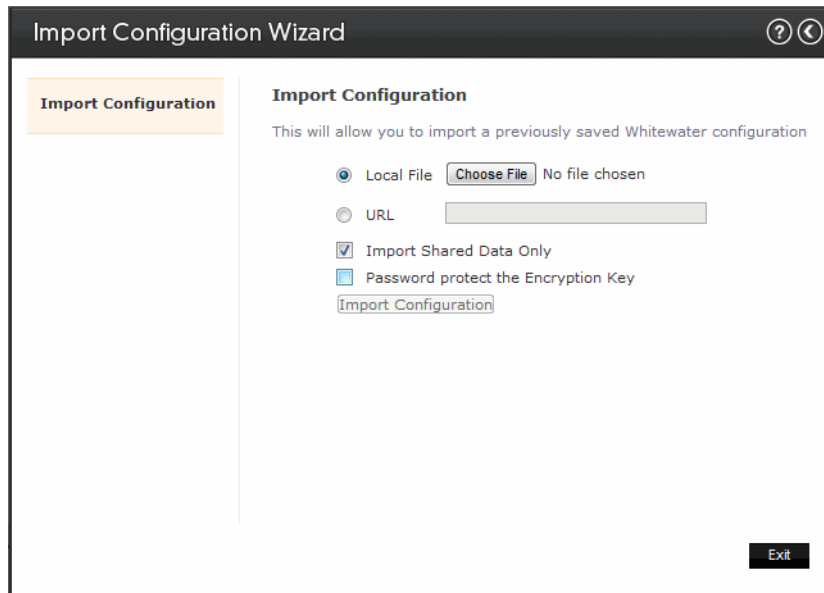 Import Configuration Wizard
Import Configuration
Import Configuration
This will allow you to import a previously saved Whitewater configuration
Local File Choose File No file chosen
URL
Import Shared Data Only
Password protect the Encryption Key
Import Configuration
Exit